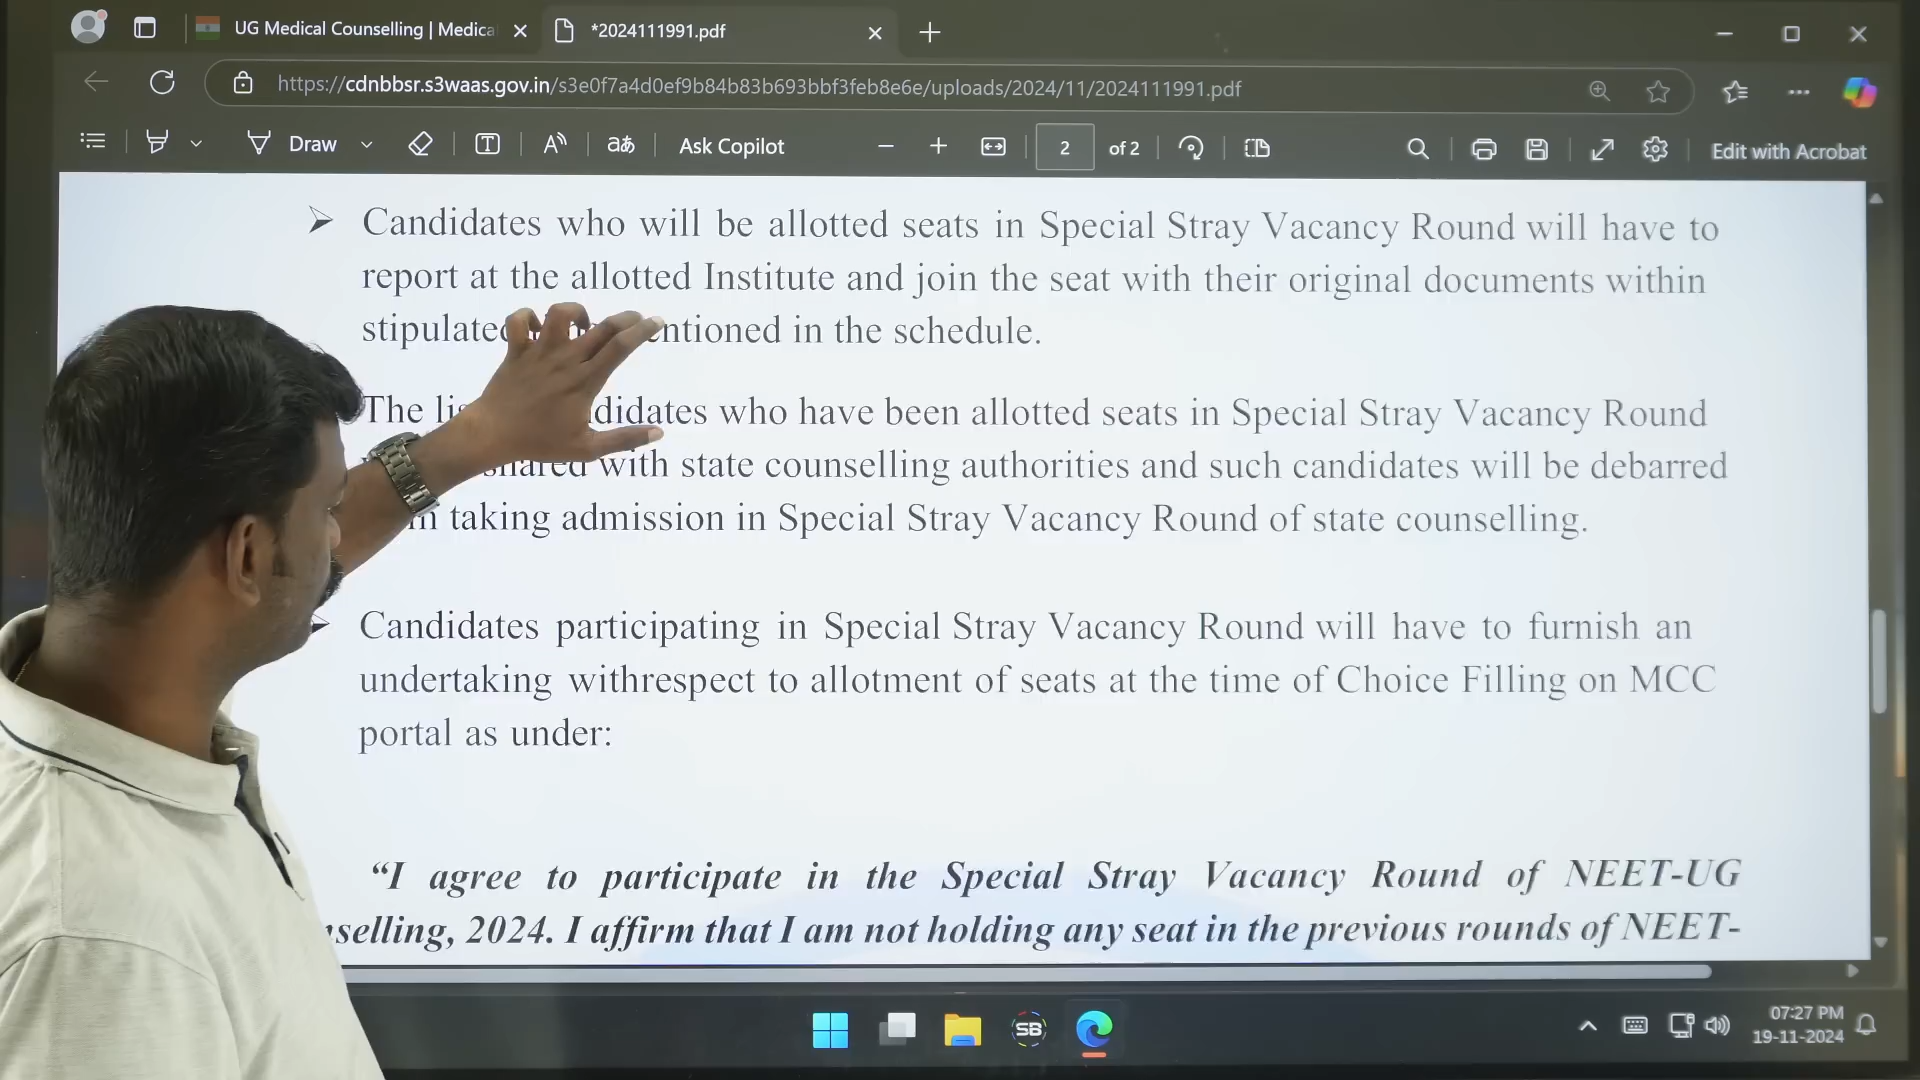 UG Medical Counselling | Medica
*2024111991.pdf
https://cdnbbsr.s3waas.gov.in/s3e0f7a4d0ef9b84b83b693bbf3feb8e6e/uploads/2024/11/2024111991.pdf
Draw
T
A
aあ
Ask Copilot
2
of 2
Edit with Acrobat
➢ Candidates who will be allotted seats in Special Stray Vacancy Round will have to
report at the allotted Institute and join the seat with their original documents within
stipulated mentioned in the schedule.
The candidates who have been allotted seats in Special Stray Vacancy Round
shared with state counselling authorities and such candidates will be debarred
taking admission in Special Stray Vacancy Round of state counselling.
➢ Candidates participating in Special Stray Vacancy Round will have to furnish an
undertaking withrespect to allotment of seats at the time of Choice Filling on MCC
portal as under:
“I agree to participate in the Special Stray Vacancy Round of NEET-UG
selling, 2024. I affirm that I am not holding any seat in the previous rounds of NEET-
SB
07:27 PM
19-11-2024